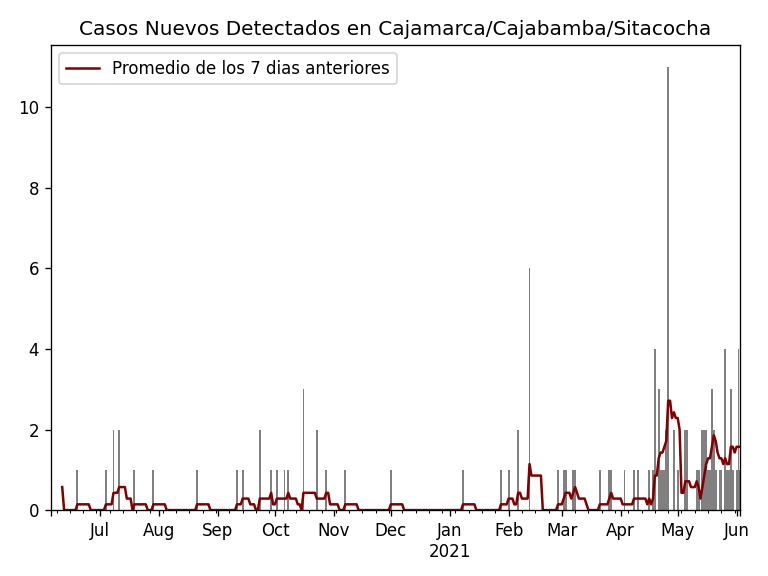 Casos Nuevos Detectados en Cajamarca/Cajabamba/Sitacocha
Promedio de los 7 dias anteriores
10
8
6
4
2
0
Jul Aug Sep Oct Nov Dec Jan Feb Mar Apr May Jun
2021